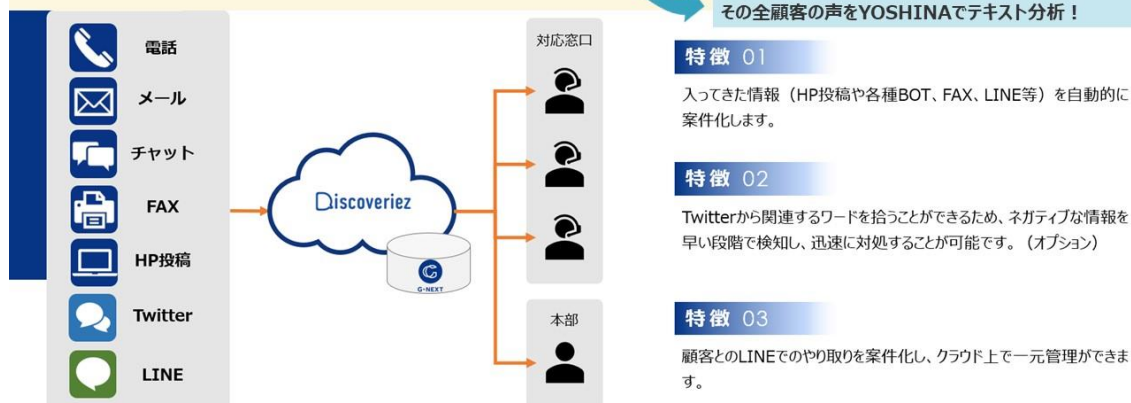 その全顧客の声をYOSHINAでテキスト分析！
電話
メール
チャット
FAX
HP投稿
Twitter
LINE
Discoveriez
G-NEXT
対応窓口
本部
特徴 01
入ってきた情報（HP投稿や各種BOT、FAX、LINE等）を自動的に
案件化します。
特徴 02
Twitterから関連するワードを拾うことができるため、ネガティブな情報を
早い段階で検知し、迅速に対処することが可能です。（オプション）
特徴 03
顧客とのLINEでのやり取りを案件化し、クラウド上で一元管理ができま
す。